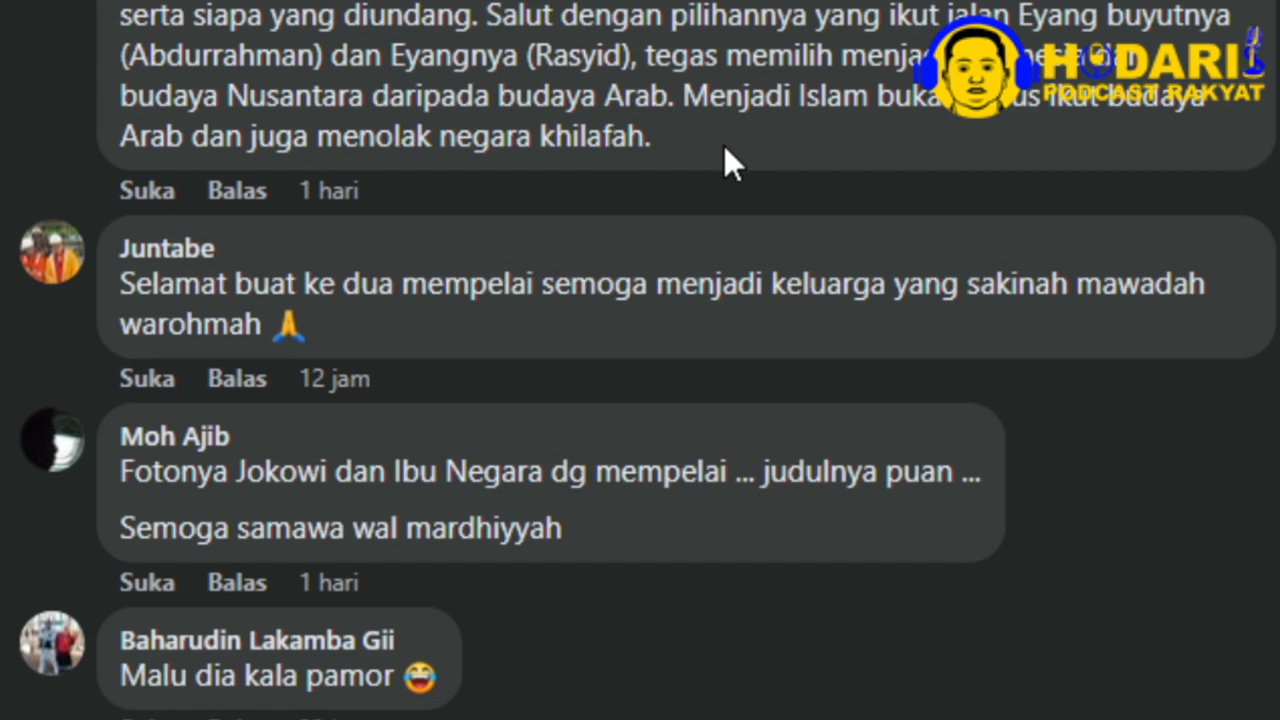 serta siapa yang diundang. Salut dengan pilihannya yang ikut jalan Eyang buyutnya
(Abdurrahman) dan Eyangnya (Rasyid), tegas memilih
budaya Nusantara daripada budaya Arab. Menjadi Islam ikut budaya
Arab dan juga menolak negara khilafah.
HODARI
PODCAST RAKYAT
Suka Balas 1 hari
Juntabe
Selamat buat ke dua mempelai semoga menjadi keluarga yang sakinah mawadah
warohmah 🙏
Suka Balas 12 jam
Moh Ajib
Fotonya Jokowi dan Ibu Negara dg mempelai ... judulnya puan ...
Semoga samawa wal mardhiyyah
Suka Balas 1 hari
Baharudin Lakamba Gii
Malu dia kala pamor 😂